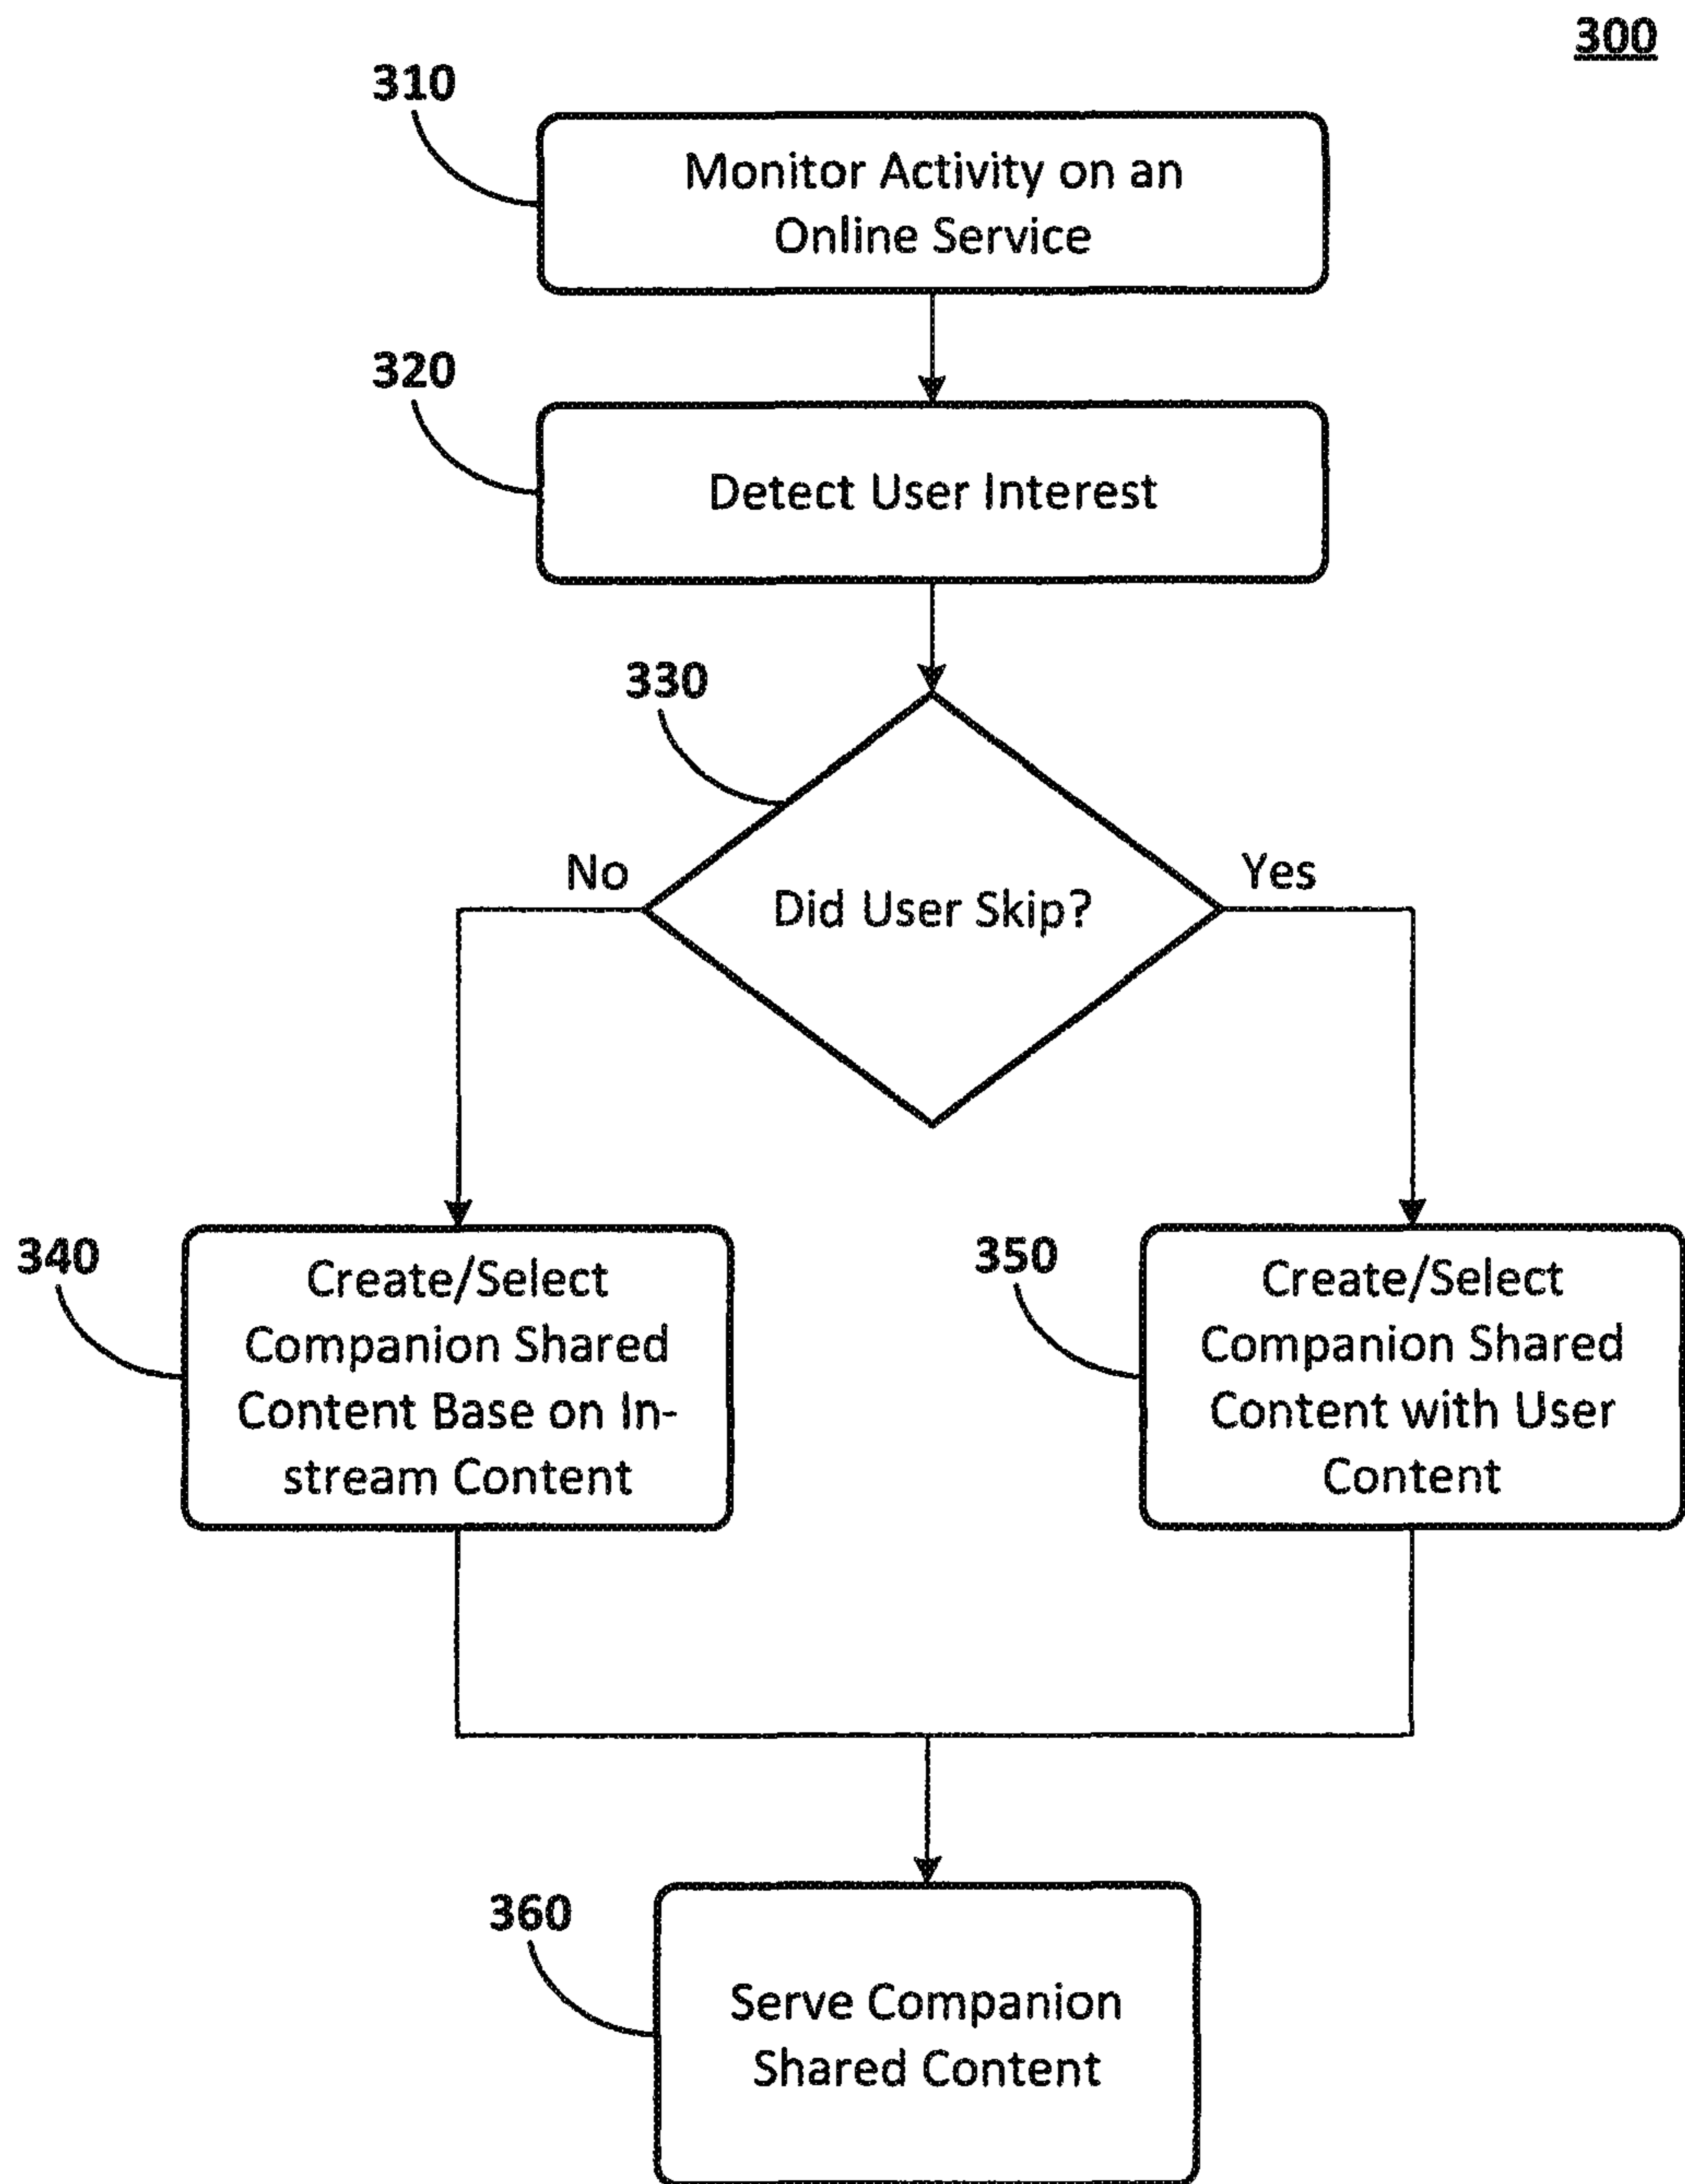 300
310
Monitor Activity on an
Online Service
320
Detect User Interest
330
No
Did User Skip?
Yes
340
Create/Select
Companion Shared
Content Base on In-
stream Content
350
Create/Select
Companion Shared
Content with User
Content
360
Serve Companion
Shared Content